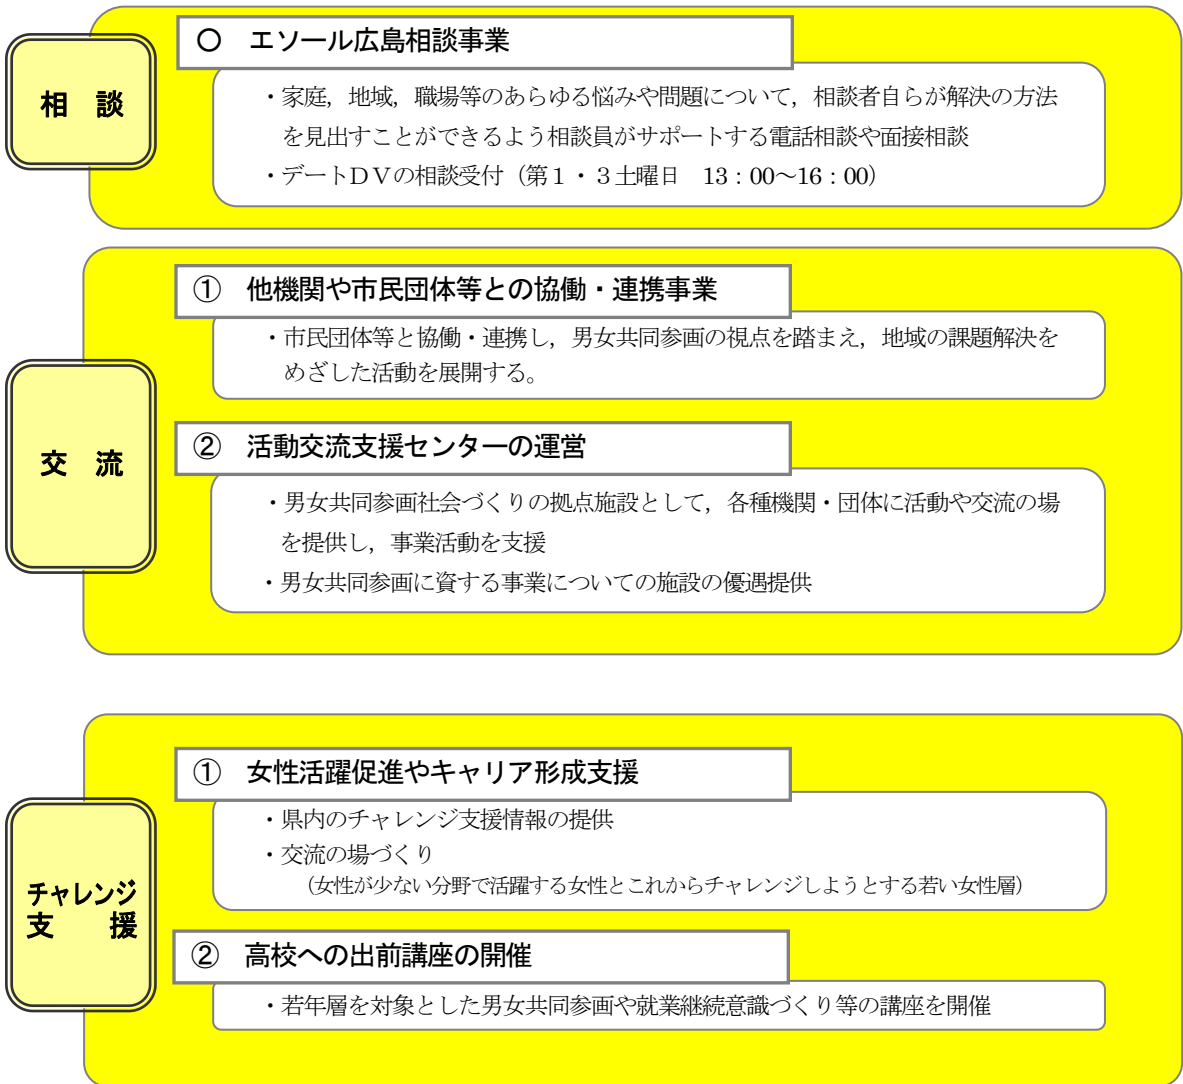 相　談
〇　エソール広島相談事業
・家庭，地域，職場等のあらゆる悩みや問題について，相談者自らが解決の方法
を見出すことができるよう相談員がサポートする電話相談や面接相談
・デートＤＶの相談受付（第１・３土曜日　13：00～16：00）
交　流
①　他機関や市民団体等との協働・連携事業
・市民団体等と協働・連携し，男女共同参画の視点を踏まえ，地域の課題解決を
めざした活動を展開する。
②　活動交流支援センターの運営
・男女共同参画社会づくりの拠点施設として，各種機関・団体に活動や交流の場
を提供し，事業活動を支援
・男女共同参画に資する事業についての施設の優遇提供
チャレンジ
支　　援
①　女性活躍促進やキャリア形成支援
・県内のチャレンジ支援情報の提供
・交流の場づくり
（女性が少ない分野で活躍する女性とこれからチャレンジしようとする若い女性層）
②　高校への出前講座の開催
・若年層を対象とした男女共同参画や就業継続意識づくり等の講座を開催